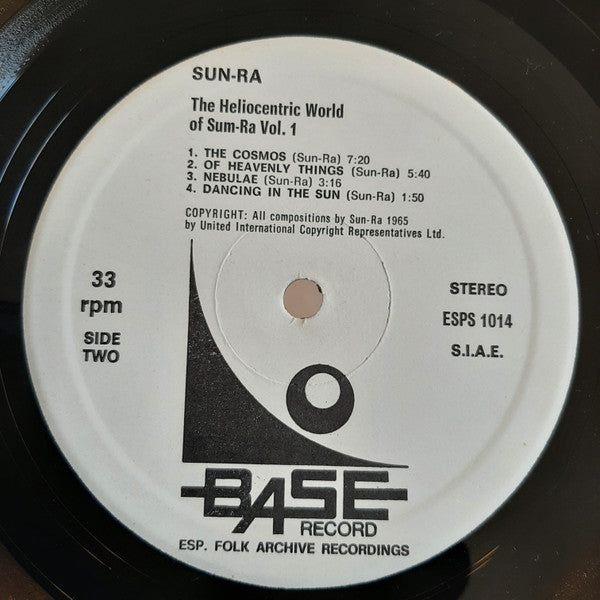 SUN-RA
The Heliocentric World
of Sum-Ra Vol. 1
1. THE COSMOS (Sun-Ra) 7:20
2. OF HEAVENLY THINGS (Sun-Ra) 5:40
3. NEBULAE (Sun-Ra) 3:16
4. DANCING IN THE SUN (Sun-Ra) 1:50
COPYRIGHT: All compositions by Sun-Ra 1965
by United International Copyright Representatives Ltd.
33
rpm
SIDE
TWO
STEREO
ESPS 1014
S.I.A.E.
BASE
RECORD
ESP. FOLK ARCHIVE RECORDINGS